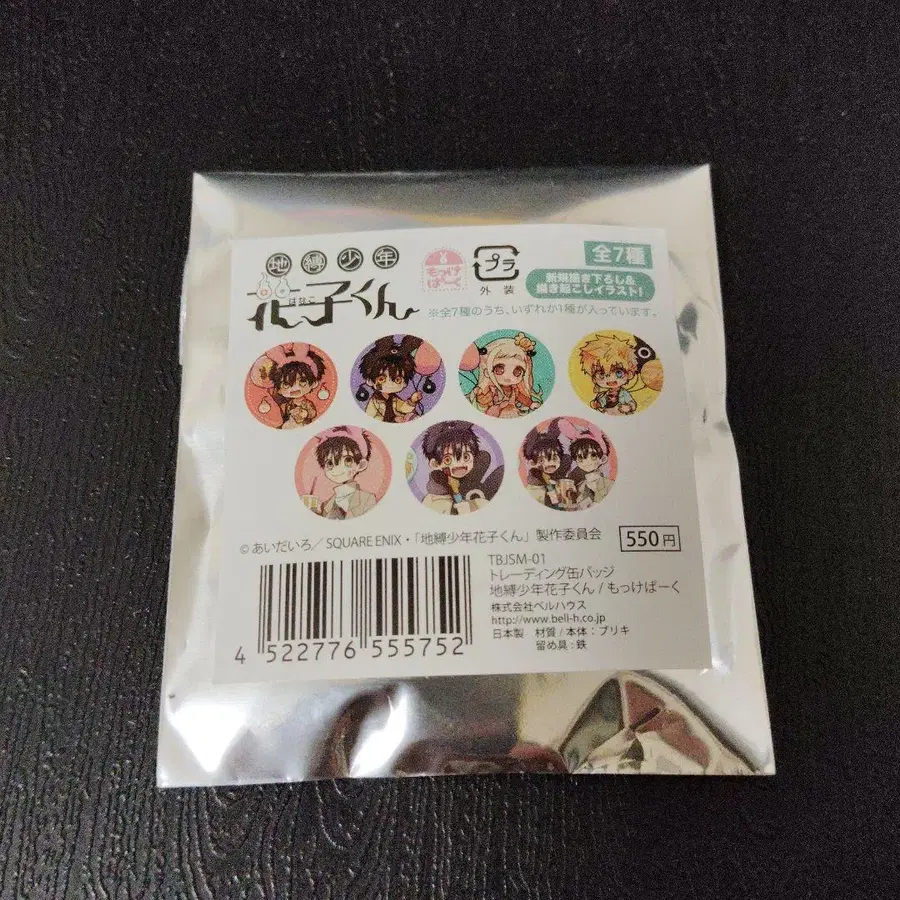 地縛少年
はなこ
花子くん
もっけ
ぱーく
プラ
外装
全7種
新規描き下ろし&
描き起こしイラスト!
※全7種のうち、いずれか1種が入っています。
©あいだいろ/SQUARE ENIX・「地縛少年花子くん」製作委員会
550円
TBJSM-01
トレーディング缶バッジ
地縛少年花子くん/もっけぱーく
株式会社ベルハウス
http://www.bell-h.co.jp
日本製 材質/本体:ブリキ
留め具:鉄
4 522776 555752